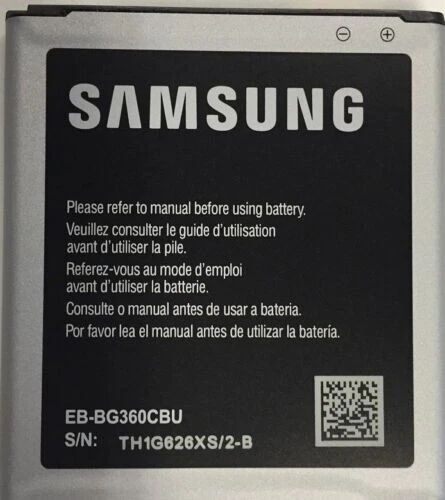 ⊖ ⊕
SAMSUNG
Please refer to manual before using battery.
Veuillez consulter le guide d'utilisation
avant d'utiliser la pile.
Referez-vous au mode d'emploi
avant d'utiliser la batterie.
Consulte o manual antes de usar a bateria.
Por favor lea el manual antes de utilizar la batería.
EB-BG360CBU
S/N: TH1G626XS/2-B